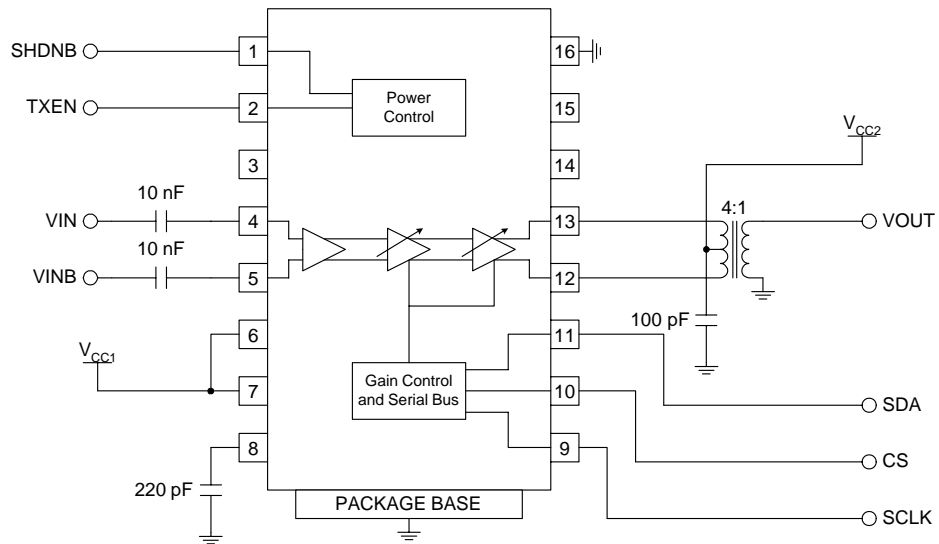 SHDNB
1
16
TXEN
2
Power
Control
15
3
14
V_CC2
10 nF
VIN
4
13
4:1
VOUT
10 nF
VINB
5
12
100 pF
6
11
V_CC1
7
Gain Control
and Serial Bus
10
SDA
8
9
CS
220 pF
PACKAGE BASE
SCLK